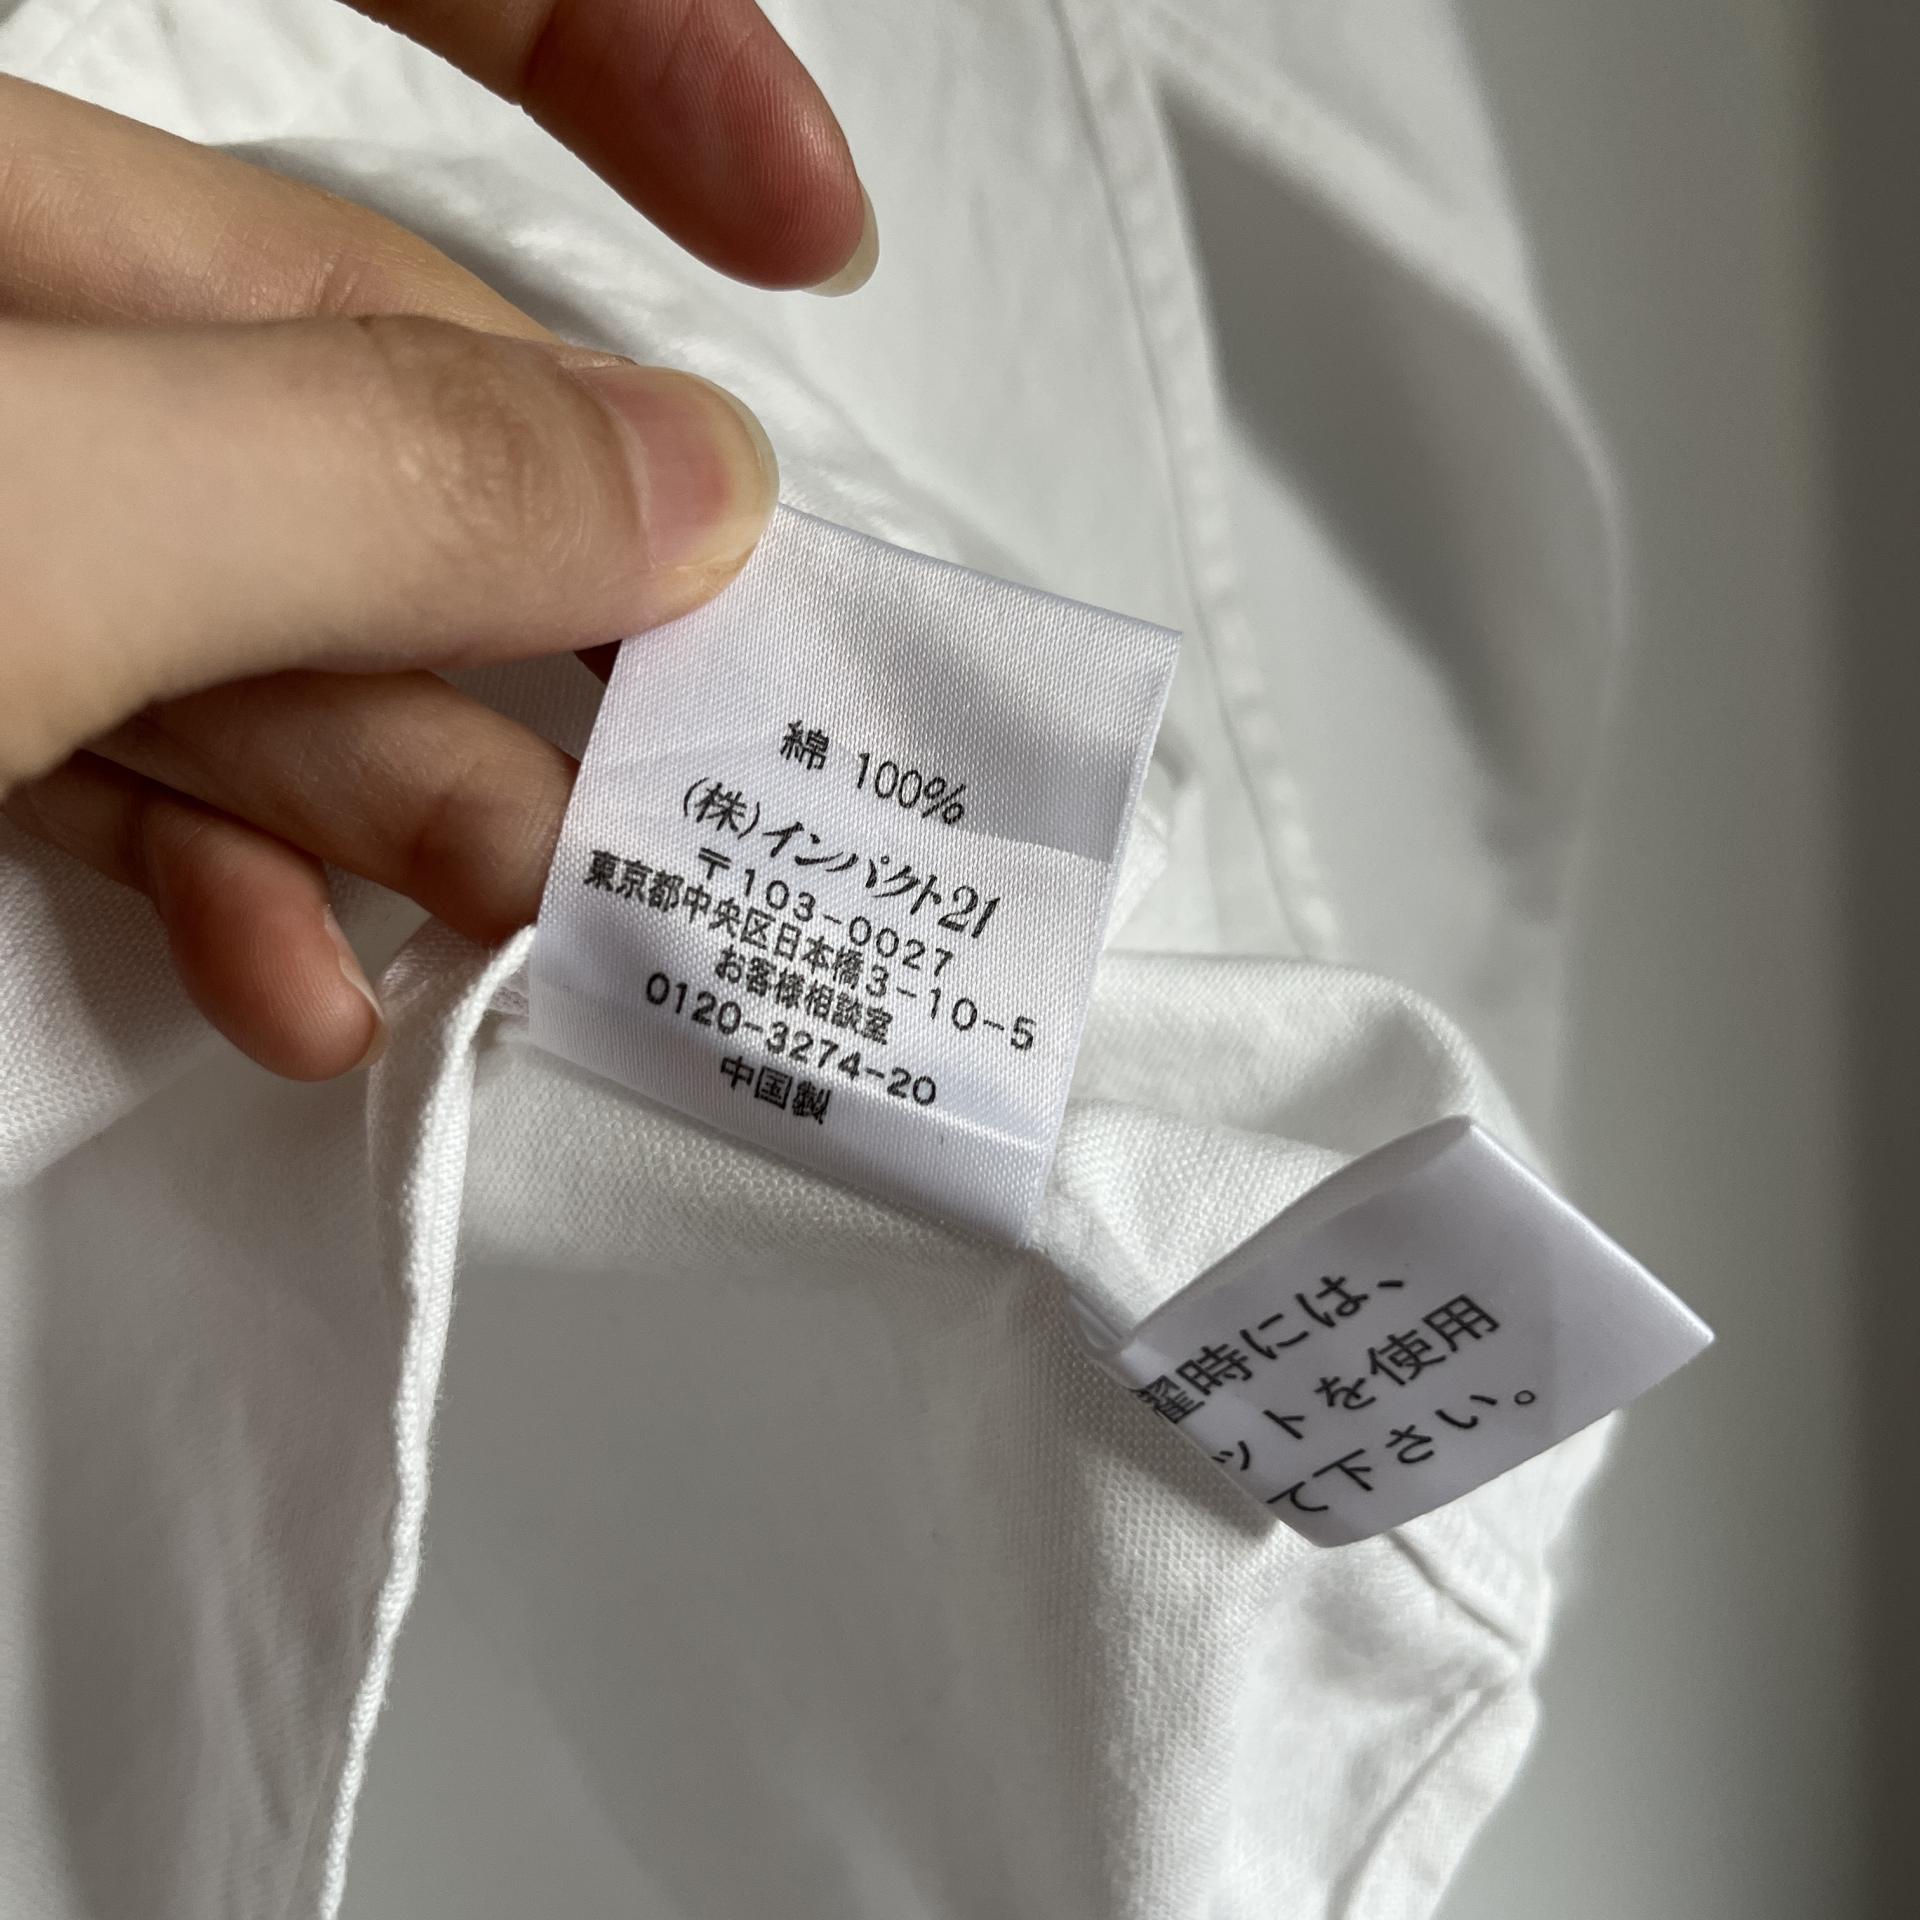 綿 100%
(株)インパクト21
〒103-0027
東京都中央区日本橋3-10-5
お客様相談室
0120-3274-20
中国製
濯時には、
ットを使用
て下さい。